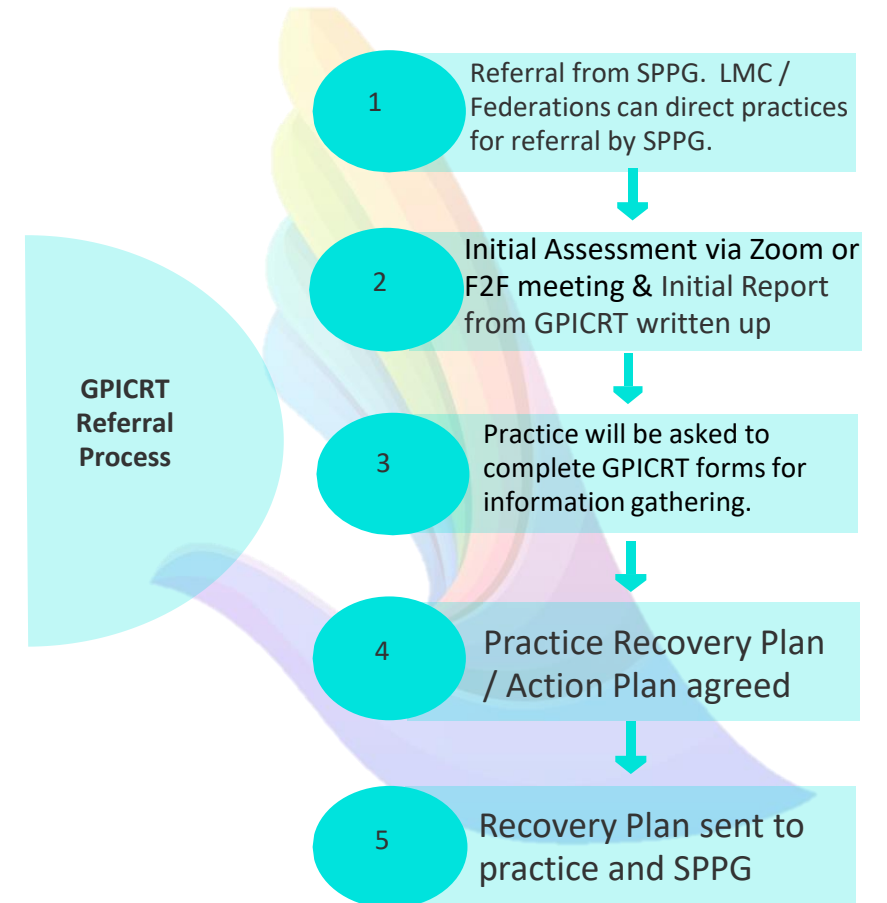 GPICRT
Referral
Process
1
Referral from SPPG.  LMC /
Federations can direct practices
for referral by SPPG.
2
Initial Assessment via Zoom or
F2F meeting & Initial Report
from GPICRT written up
3
Practice will be asked to
complete GPICRT forms for
information gathering.
4
Practice Recovery Plan
/ Action Plan agreed
5
Recovery Plan sent to
practice and SPPG